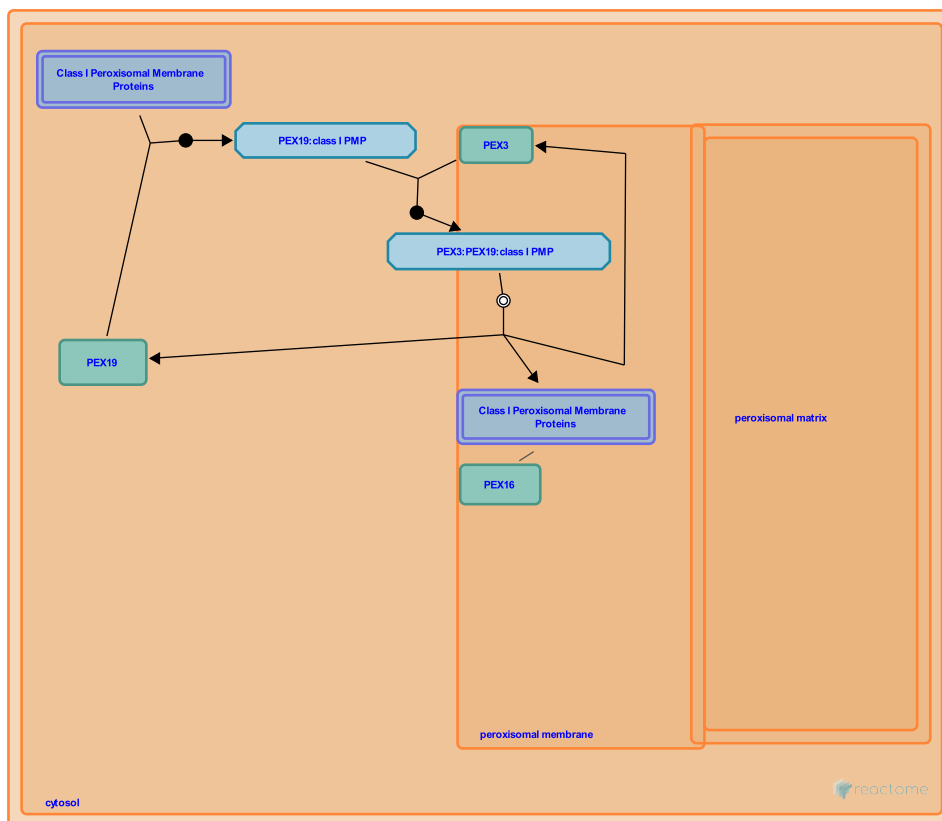 Class I Peroxisomal Membrane
Proteins
PEX19:class I PMP
PEX3
PEX3:PEX19:class I PMP
PEX19
Class I Peroxisomal Membrane
Proteins
peroxisomal matrix
PEX16
peroxisomal membrane
reactome
cytosol